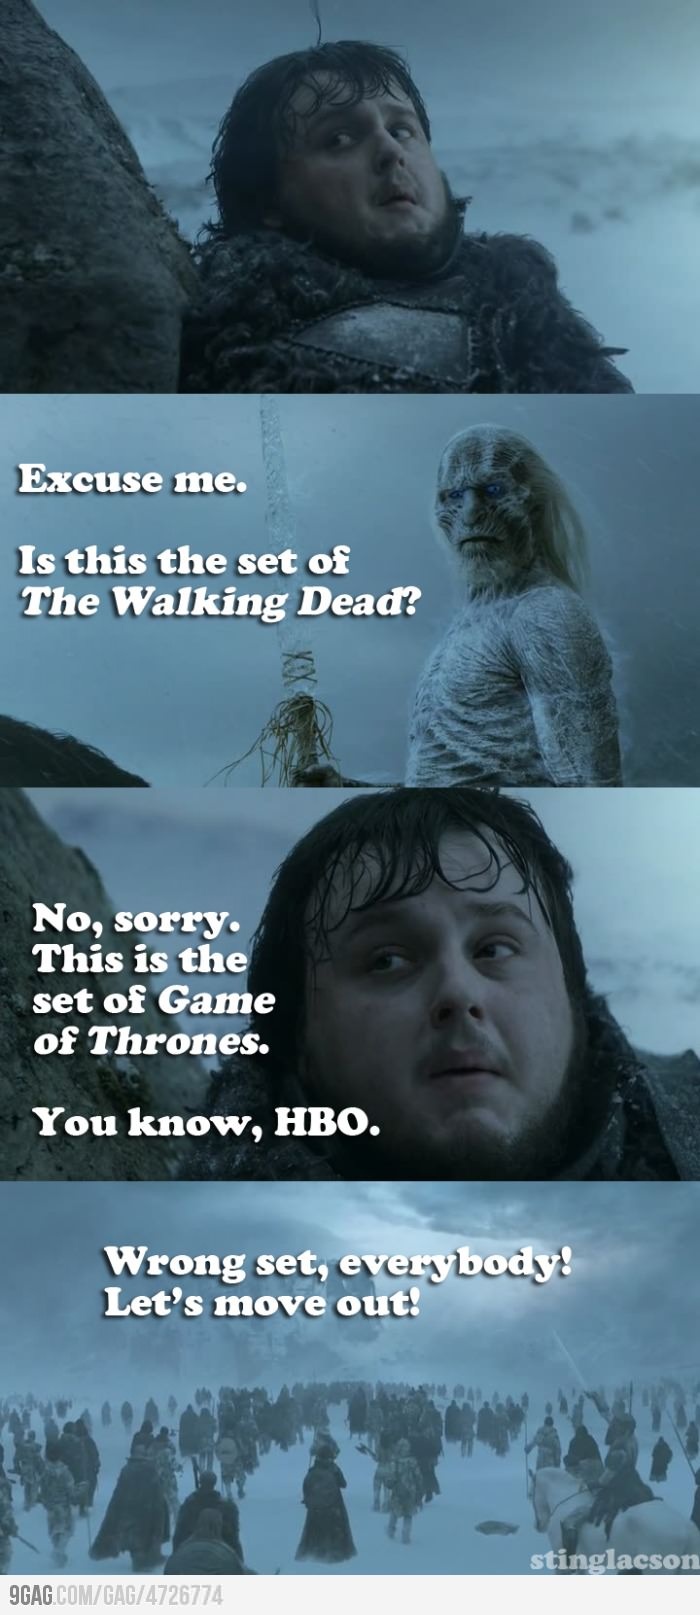 Excuse me.
Is this the set of
The Walking Dead?
No, sorry.
This is the
set of Game
of Thrones.
You know, HBO.
Wrong set, everybody!
Let's move out!
stinglacson
9GAG.COM/GAG/4726774